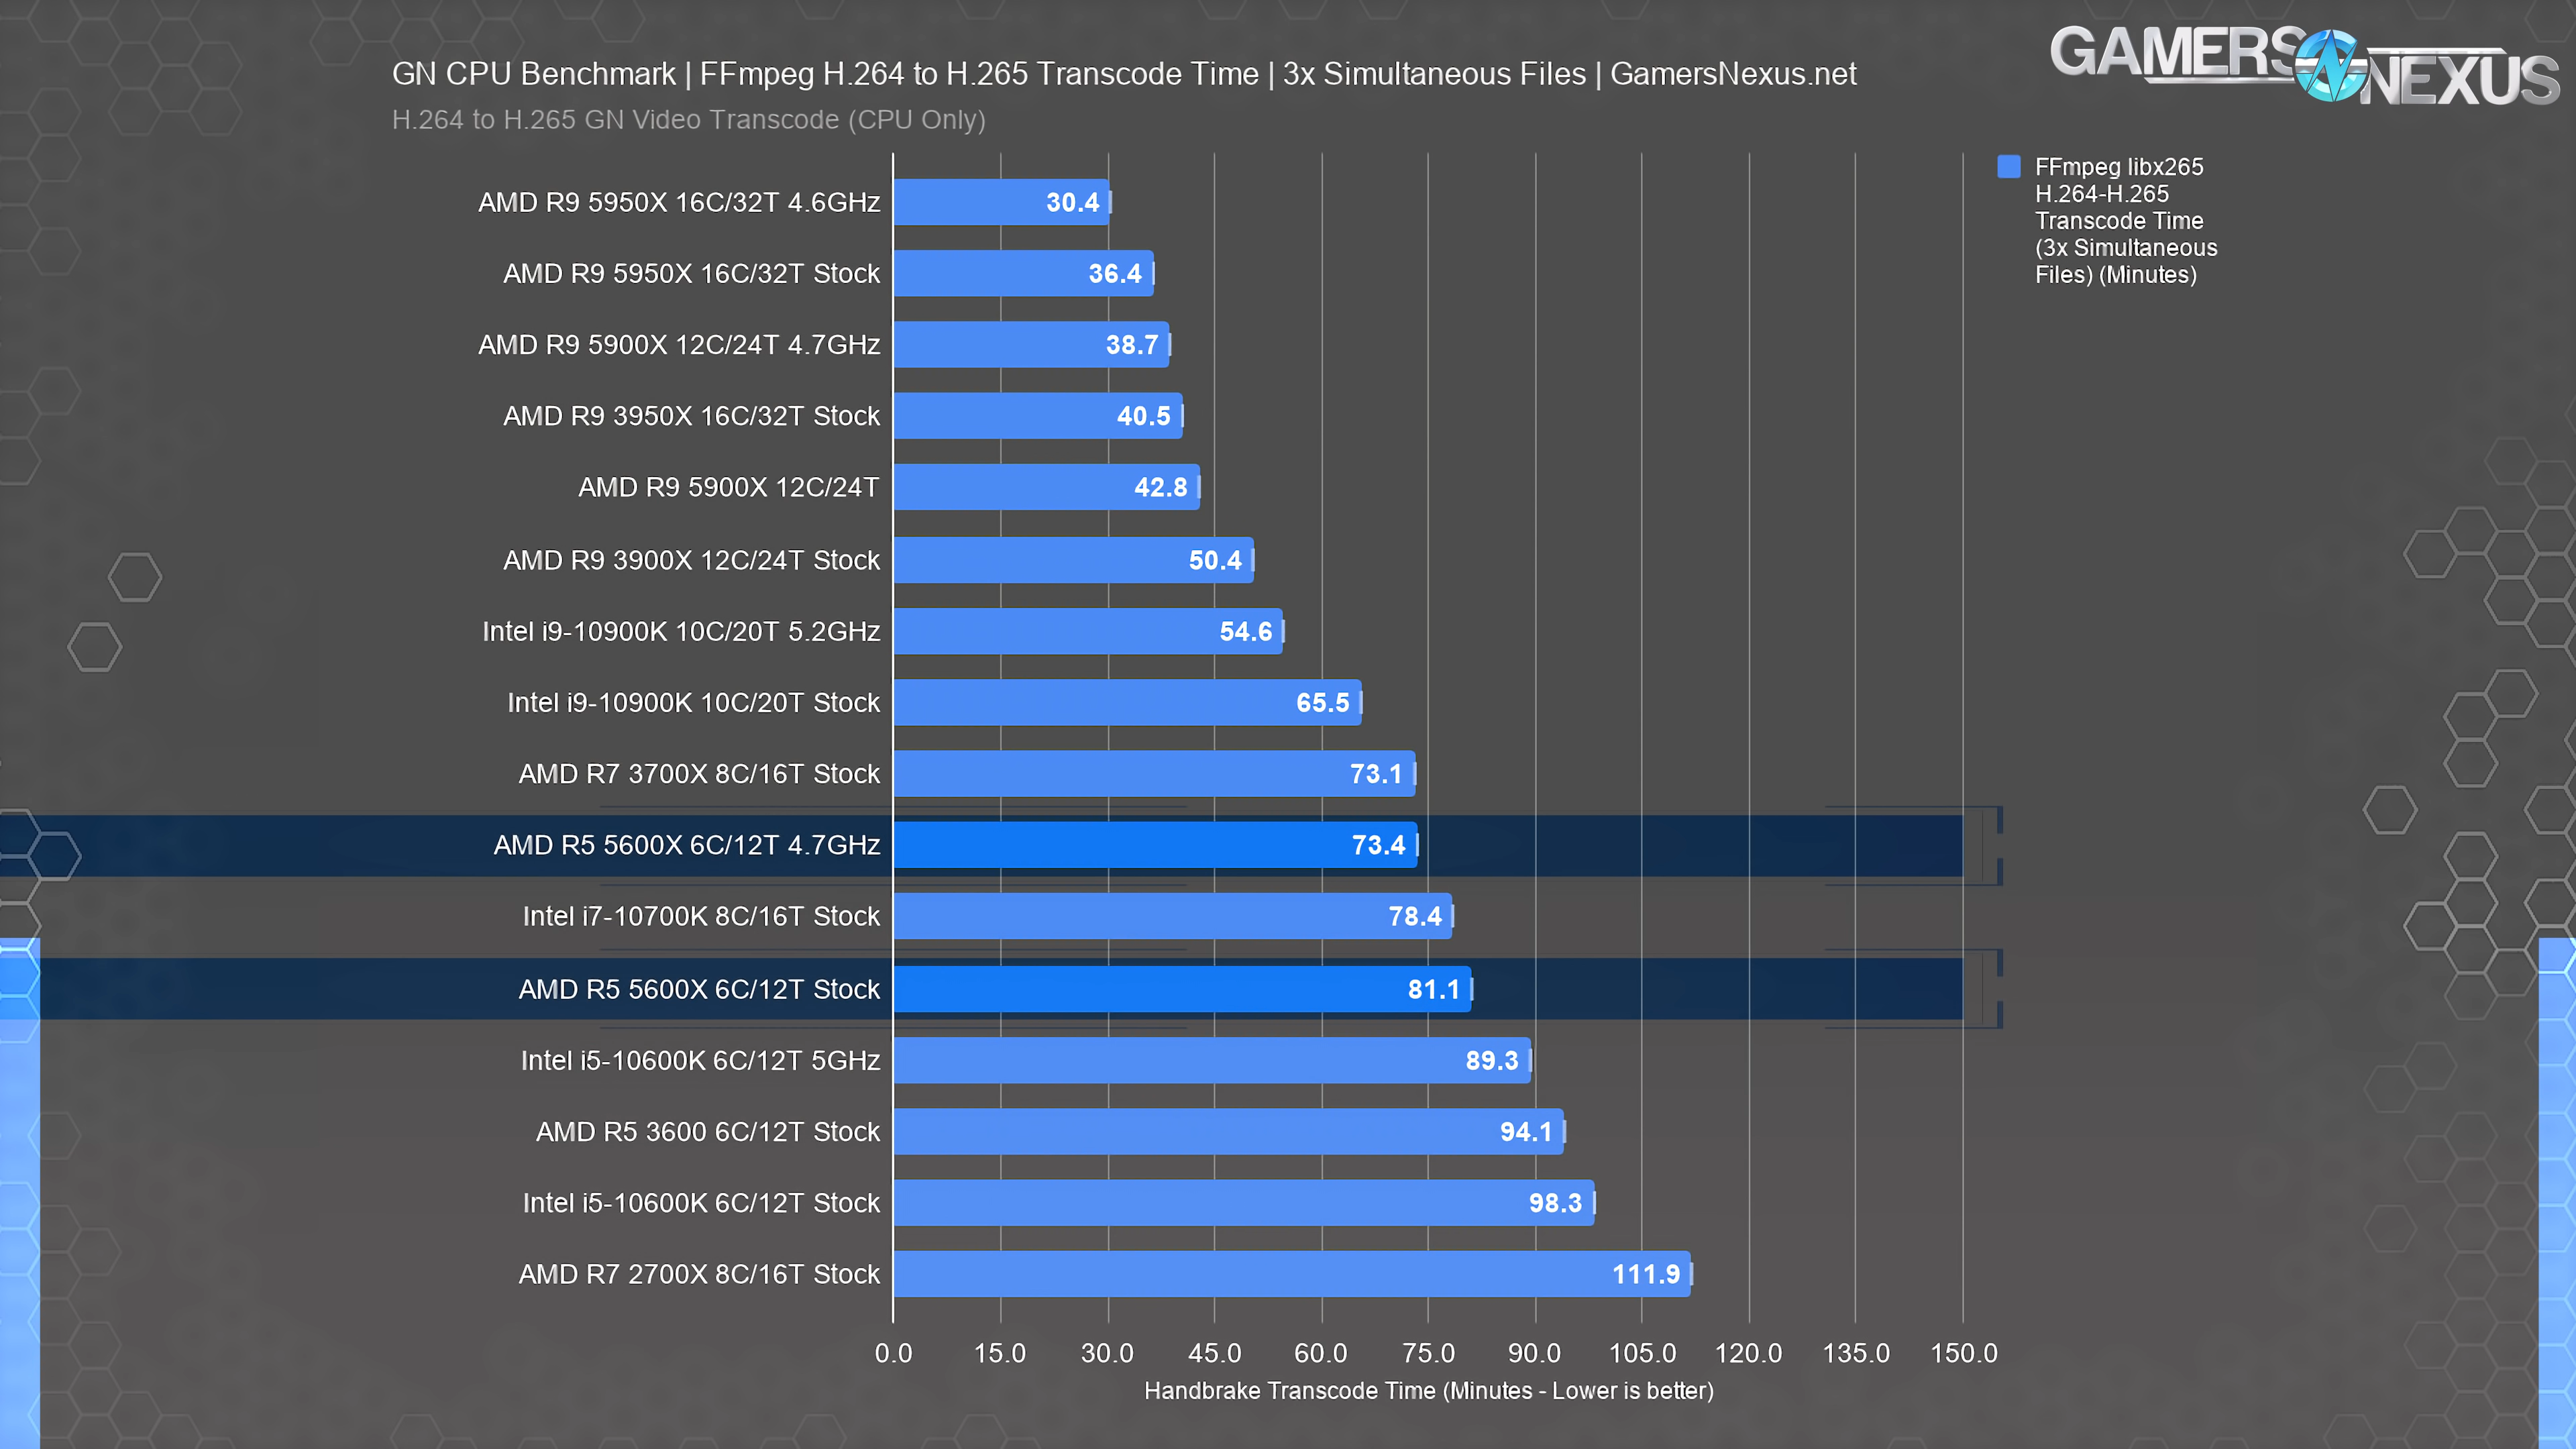 GAMERS NEXUS
GN CPU Benchmark | FFmpeg H.264 to H.265 Transcode Time | 3x Simultaneous Files | GamersNexus.net
H.264 to H.265 GN Video Transcode (CPU Only)
FFmpeg libx265
H.264-H.265
Transcode Time
(3x Simultaneous
Files) (Minutes)
AMD R9 5950X 16C/32T 4.6GHz 30.4
AMD R9 5950X 16C/32T Stock 36.4
AMD R9 5900X 12C/24T 4.7GHz 38.7
AMD R9 3950X 16C/32T Stock 40.5
AMD R9 5900X 12C/24T 42.8
AMD R9 3900X 12C/24T Stock 50.4
Intel i9-10900K 10C/20T 5.2GHz 54.6
Intel i9-10900K 10C/20T Stock 65.5
AMD R7 3700X 8C/16T Stock 73.1
AMD R5 5600X 6C/12T 4.7GHz 73.4
Intel i7-10700K 8C/16T Stock 78.4
AMD R5 5600X 6C/12T Stock 81.1
Intel i5-10600K 6C/12T 5GHz 89.3
AMD R5 3600 6C/12T Stock 94.1
Intel i5-10600K 6C/12T Stock 98.3
AMD R7 2700X 8C/16T Stock 111.9
0.0 15.0 30.0 45.0 60.0 75.0 90.0 105.0 120.0 135.0 150.0
Handbrake Transcode Time (Minutes - Lower is better)